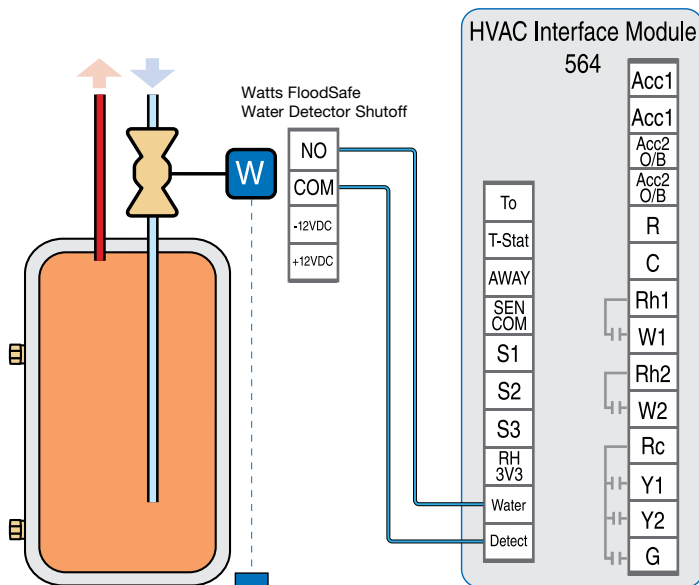 HVAC Interface Module
564
Watts FloodSafe
Water Detector Shutoff
W
NO
COM
-12VDC
+12VDC
To
T-Stat
AWAY
SEN
COM
S1
S2
S3
RH
3V3
Water
Detect
Acc1
Acc1
Acc2
O/B
Acc2
O/B
R
C
Rh1
W1
Rh2
W2
Rc
Y1
Y2
G